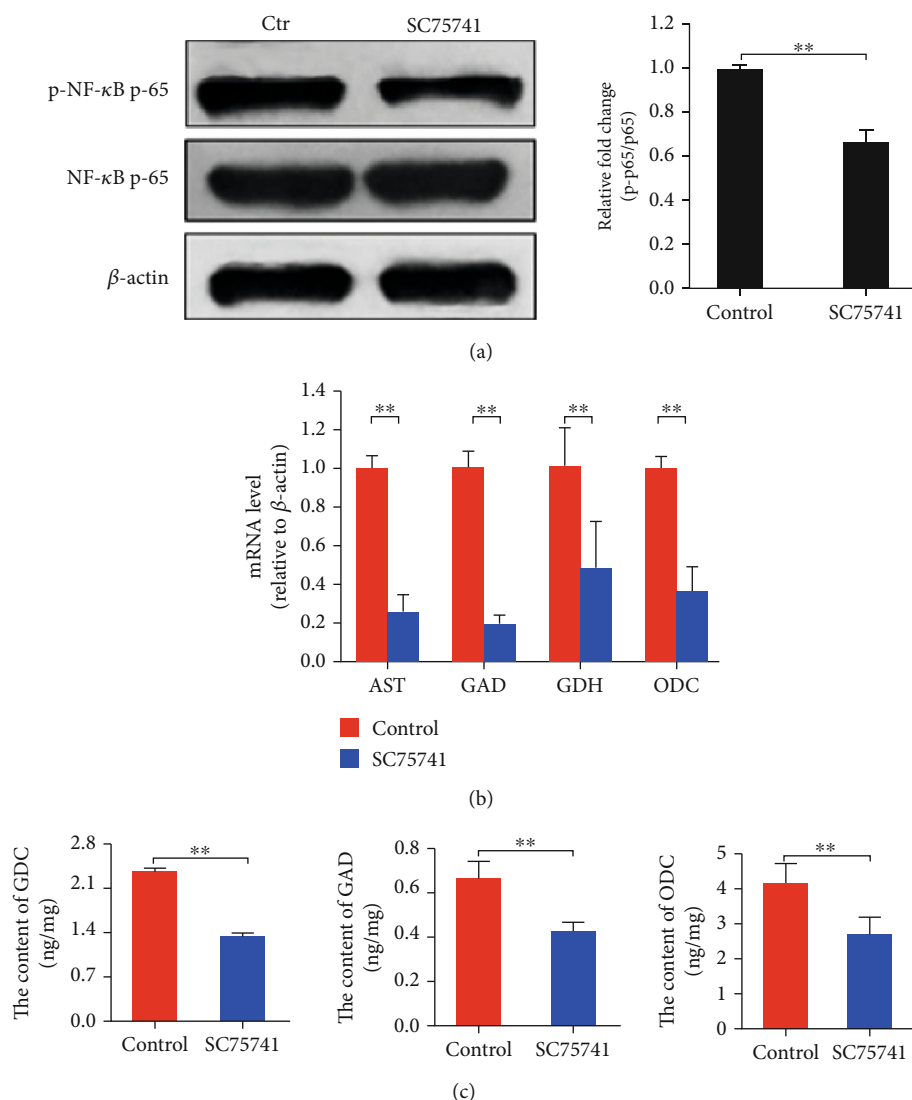 Ctr SC75741
p-NF-κB p-65
NF-κB p-65
β-actin
Relative fold change
(p-p65/p65)
1.2
1.0
0.8
0.6
0.4
0.2
0.0
**
Control SC75741
(a)
mRNA level
(relative to β-actin)
1.4
1.2
1.0
0.8
0.6
0.4
0.2
0.0
** ** ** **
AST GAD GDH ODC
Control
SC75741
(b)
The content of GDC
(ng/mg)
2.8
2.1
1.4
0.7
0.0
**
Control SC75741
The content of GAD
(ng/mg)
0.8
0.6
0.4
0.2
0.0
**
Control SC75741
The content of ODC
(ng/mg)
5
4
3
2
1
0
**
Control SC75741
(c)